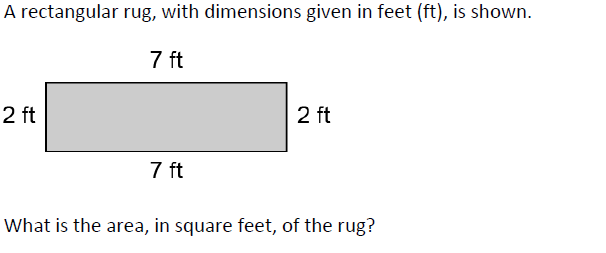 A rectangular rug, with dimensions given in feet (ft), is shown.
7 ft
2 ft
2 ft
7 ft
What is the area, in square feet, of the rug?